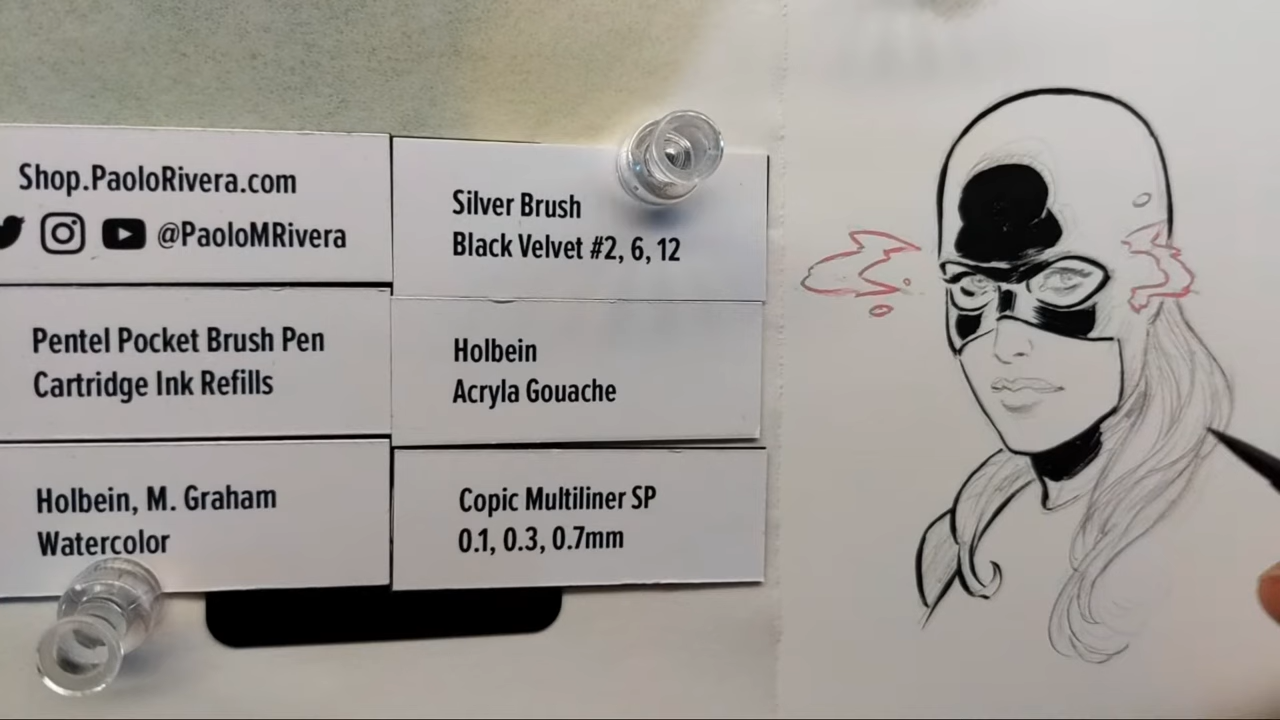 Shop.PaoloRivera.com
@PaoloMRivera
Pentel Pocket Brush Pen
Cartridge Ink Refills
Holbein, M. Graham
Watercolor
Silver Brush
Black Velvet #2, 6, 12
Holbein
Acryla Gouache
Copic Multiliner SP
0.1, 0.3, 0.7mm